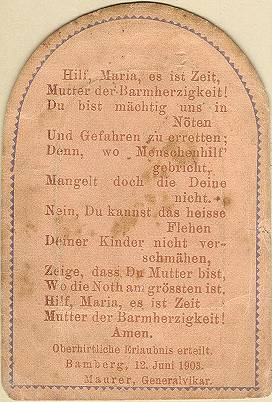 Hilf, Maria, es ist Zeit,
Mutter der Barmherzigkeit!
Du bist mächtig uns in
Nöten
Und Gefahren zu erretten;
Denn, wo Menschenhilf'
gebricht,
Mangelt doch die Deine
nicht.
Nein, Du kannst das heisse
Flehen
Deiner Kinder nicht ver-
schmähen,
Zeige, dass Du Mutter bist,
Wo die Noth am grössten ist.
Hilf, Maria, es ist Zeit
Mutter der Barmherzigkeit!
Amen.
Oberhirtliche Erlaubnis erteilt.
Bamberg, 12. Juni 1903.
Maurer, Generalvikar.